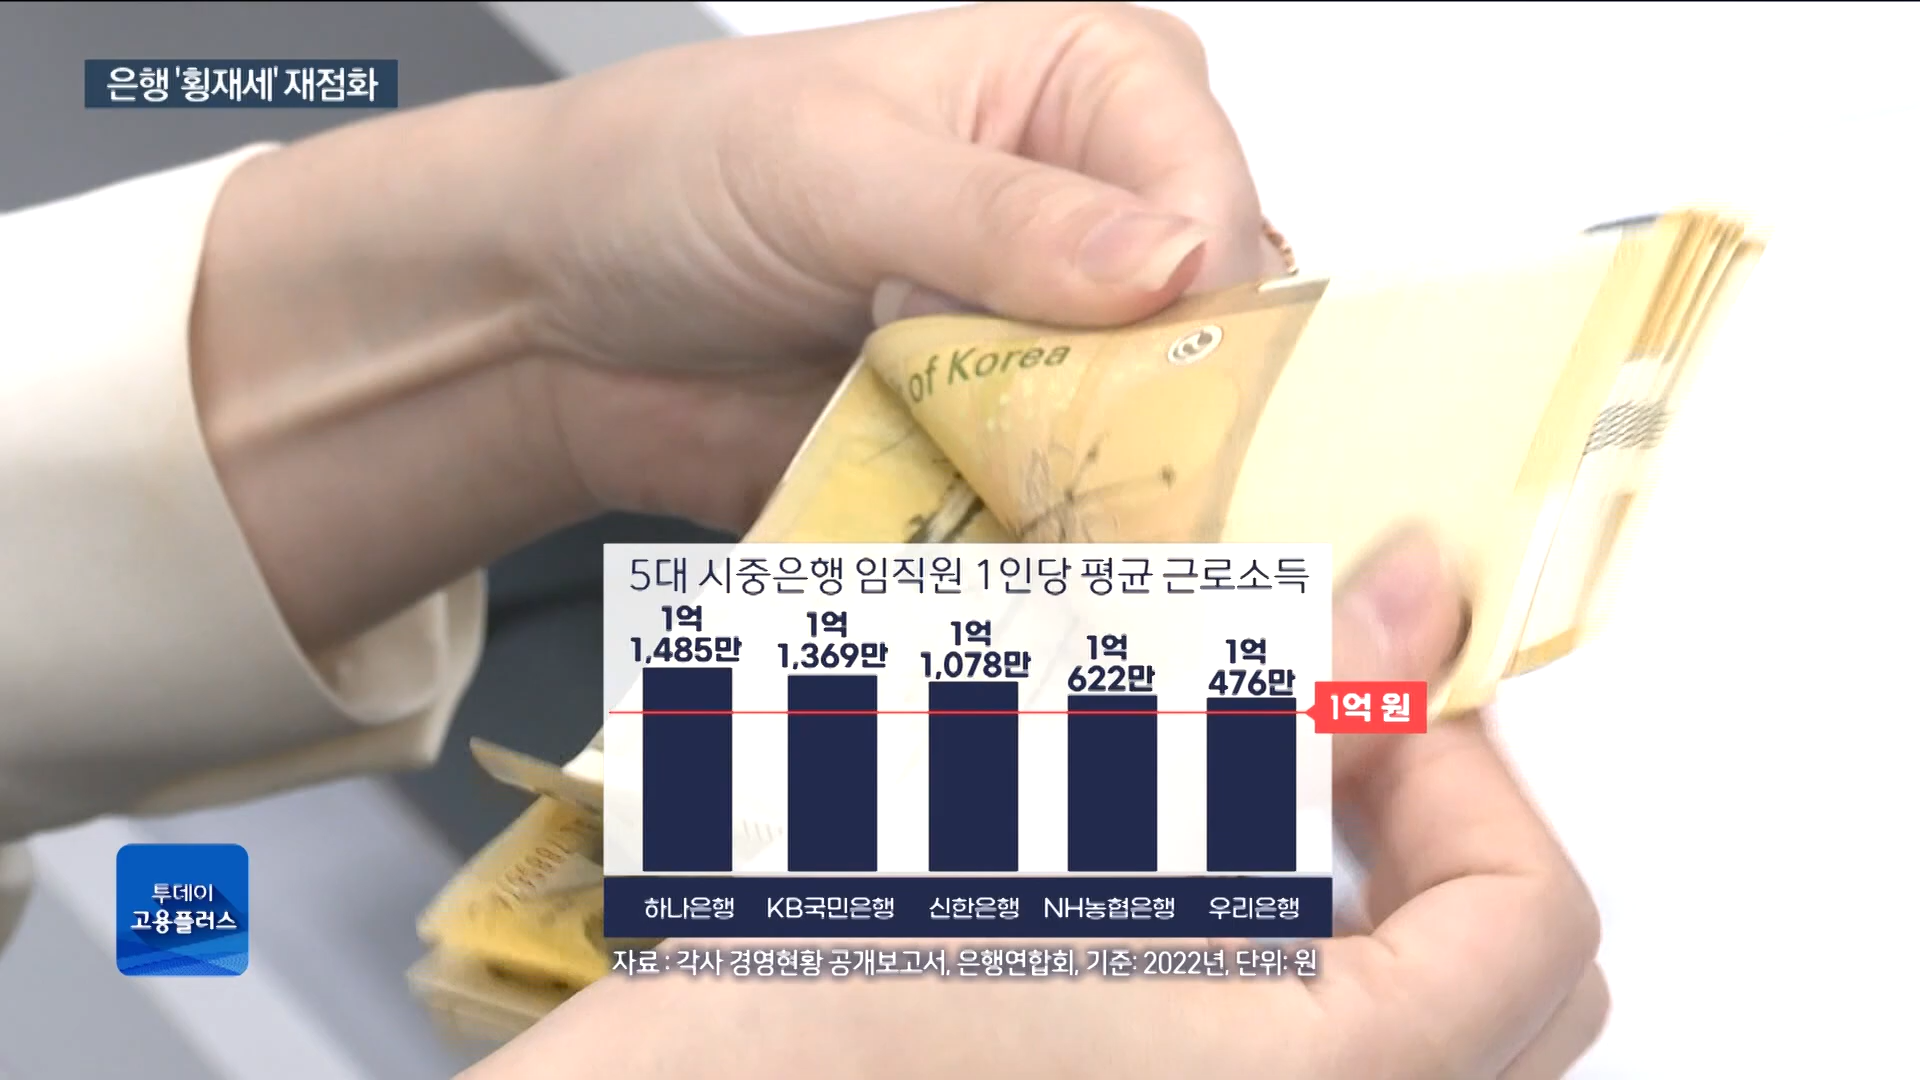 은행 '횡재세' 재점화
of Korea
5대 시중은행 임직원 1인당 평균 근로소득
1억
1,485만
1억
1,369만
1억
1,078만
1억
622만
1억
476만
1억 원
하나은행 KB국민은행 신한은행 NH농협은행 우리은행
자료 : 각사 경영현황 공개보고서, 은행연합회, 기준: 2022년, 단위: 원
투데이
고용플러스